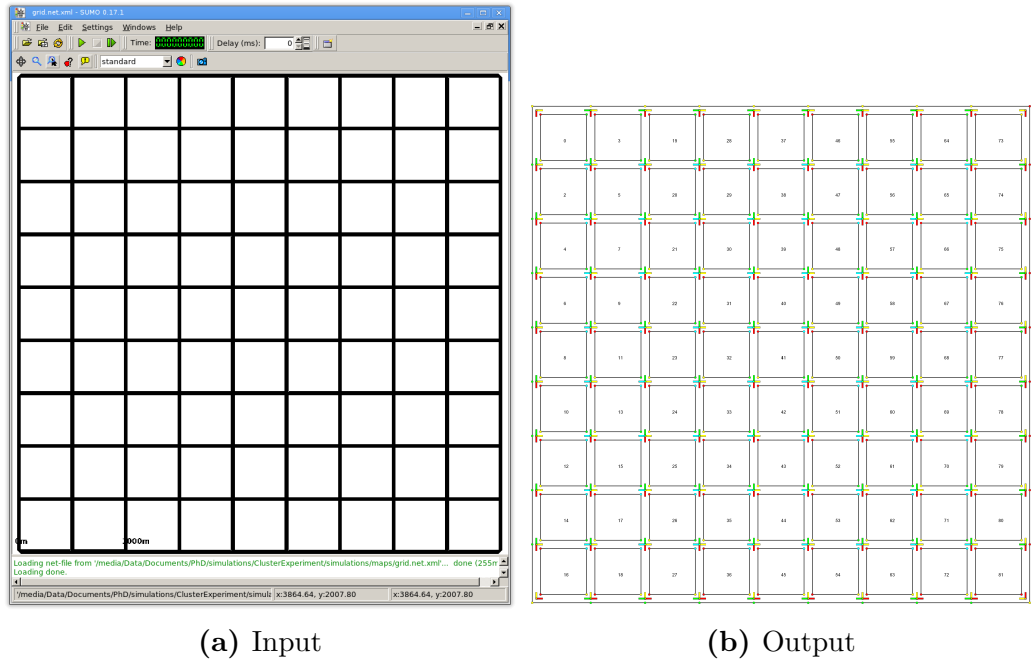 grid.net.xml - SUMO 0.17.1
File Edit Settings Windows Help
Time: Delay (ms): 0
standard
0m 1000m
Loading net-file from '/media/Data/Documents/PhD/simulations/ClusterExperiment/simulations/maps/grid.net.xml'... done (255m
Loading done.
'/media/Data/Documents/PhD/simulations/ClusterExperiment/simula x:3864.64, y:2007.80 x:3864.64, y:2007.80
0 3 19 28 37 46 55 64 73
2 5 20 29 38 47 56 65 74
4 7 21 30 39 48 57 66 75
6 9 22 31 40 49 58 67 76
8 11 23 32 41 50 59 68 77
10 13 24 33 42 51 60 69 78
12 15 25 34 43 52 61 70 79
14 17 26 35 44 53 62 71 80
16 18 27 36 45 54 63 72 81
(a) Input
(b) Output